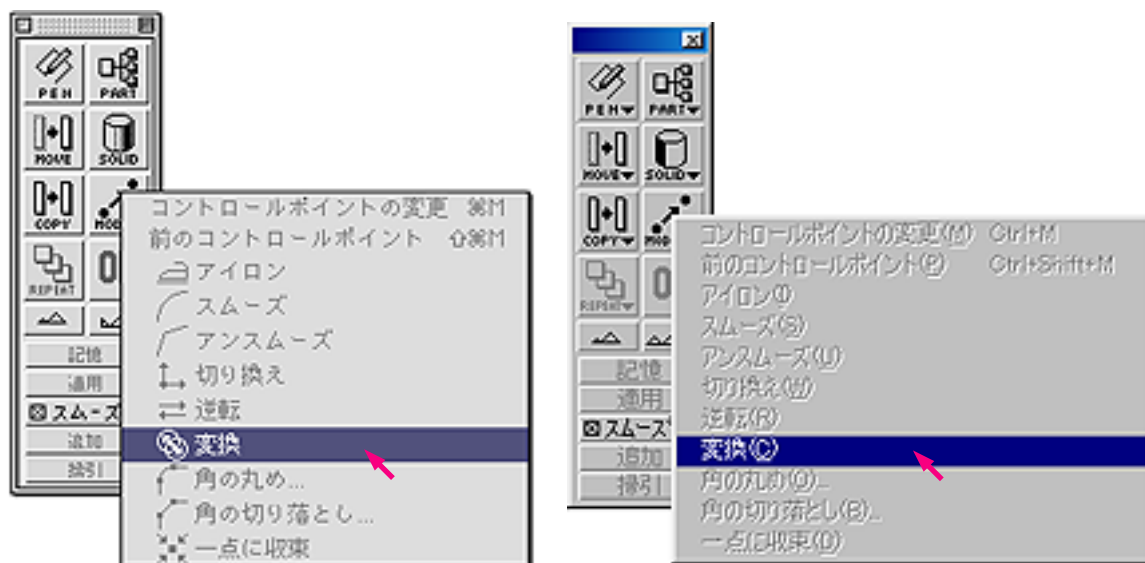 PEN PART
MOVE SOLID
COPY
REPEAT
記憶
適用
スムーズ
追加
掃引
コントロールポイントの変更 ⌘M
前のコントロールポイント ⇧⌘M
アイロン
スムーズ
アンスムーズ
切り換え
逆転
変換
角の丸め...
角の切り落とし...
一点に収束
PEN PART
MOVE SOLID
COPY
REPEAT
記憶
適用
スムーズ
追加
掃引
コントロールポイントの変更(M) Ctrl+M
前のコントロールポイント(P) Ctrl+Shift+M
アイロン(I)
スムーズ(S)
アンスムーズ(U)
切り換え(W)
逆転(R)
変換(C)
角の丸め(O)...
角の切り落とし(B)...
一点に収束(D)